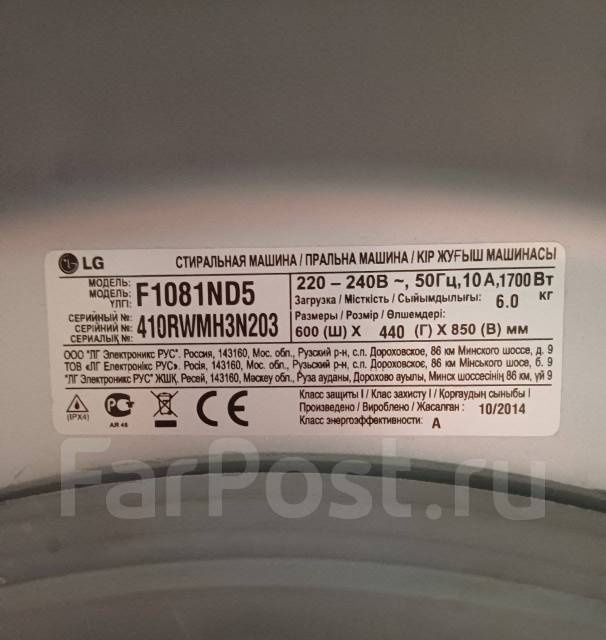 LG
СТИРАЛЬНАЯ МАШИНА / ПРАЛЬНА МАШИНА / КІР ЖУҒЫШ МАШИНАСЫ
МОДЕЛЬ:
МОДЕЛЬ:
ҮЛГІ:
F1081ND5
СЕРИЙНЫЙ №
СЕРІЙНИЙ №
СЕРИАЛЫҚ №
410RWMH3N203
220 – 240В ~, 50Гц,10А,1700Вт
Загрузка / Місткість / Сыйымдылығы: 6.0 кг
Размеры / Розмір / Өлшемдері:
600 (Ш) X 440 (Г) X 850 (В) мм
ООО "ЛГ Электроникс РУС". Россия, 143160, Мос. обл., Рузский р-н, с.п. Дороховское, 86 км Минского шоссе, д. 9
ТОВ «ЛГ Електронікс РУС». Росія, 143160, Мос. обл., Рузьский р-н, с.п. Дороховское, 86 км Мінського шосе, б. 9
"ЛГ Электроникс РУС" ЖШҚ, Ресей, 143160, Мәскеу обл., Руза ауданы, Дорохово ауылы, Минск шоссесінің 86 км, үй 9
(IPX4)
АЯ 46
CE
Класс защиты I / Клас захисту I / Қорғаудың сыныбы I
Произведено / Вироблено / Жасалған : 10/2014
Класс энергоэффективности: A
FarPost.ru